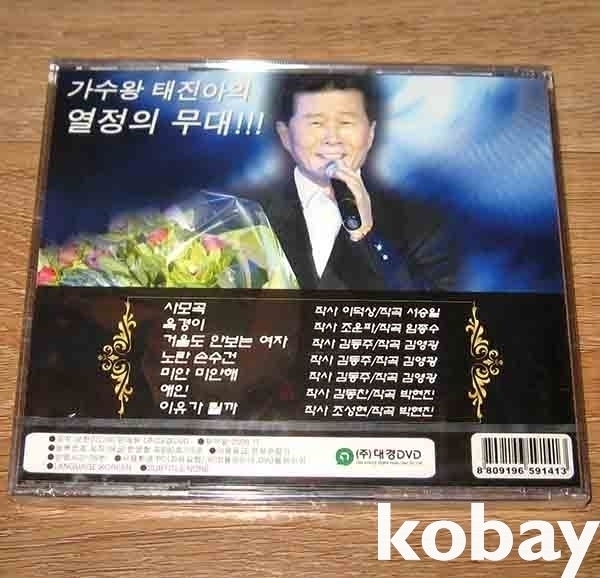 가수왕 태진아의
열정의 무대!!!
사모곡 작사 이덕상/작곡 서승일
옥경이 작사 조운파/작곡 임종수
거울도 안보는 여자 작사 김동주/작곡 김영광
노란 손수건 작사 김동주/작곡 김영광
미안 미안해 작사 김동주/작곡 김영광
애인 작사 김동찬/작곡 박현진
이유가 될까 작사 조성현/작곡 박현진
(주)대경DVD
●LANGUAGE:KOREAN ●SUBTITLE:NONE
8 809196 591413
kobay